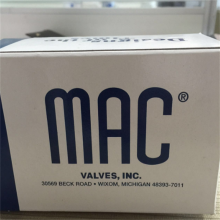 MAC®
VALVES, INC.
30569 BECK ROAD • WIXOM, MICHIGAN 48393-7011